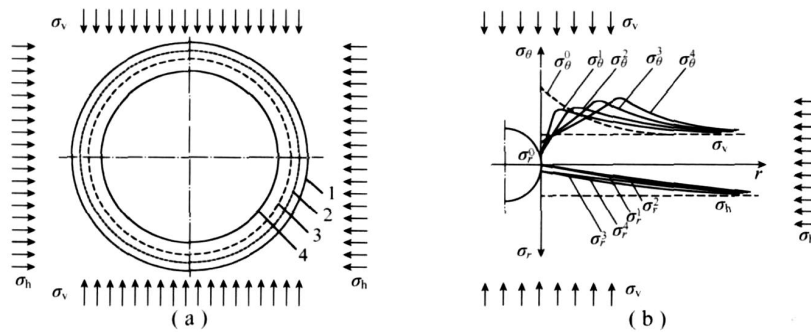 σv
σh
1
2
3
4
σh
σv
( a )
σv
σθ
σθ⁰ σθ¹ σθ² σθ³ σθ⁴
σr⁰
σv
r
σh
σr² σr¹ σr⁴ σr³
σr
σh
σv
( b )